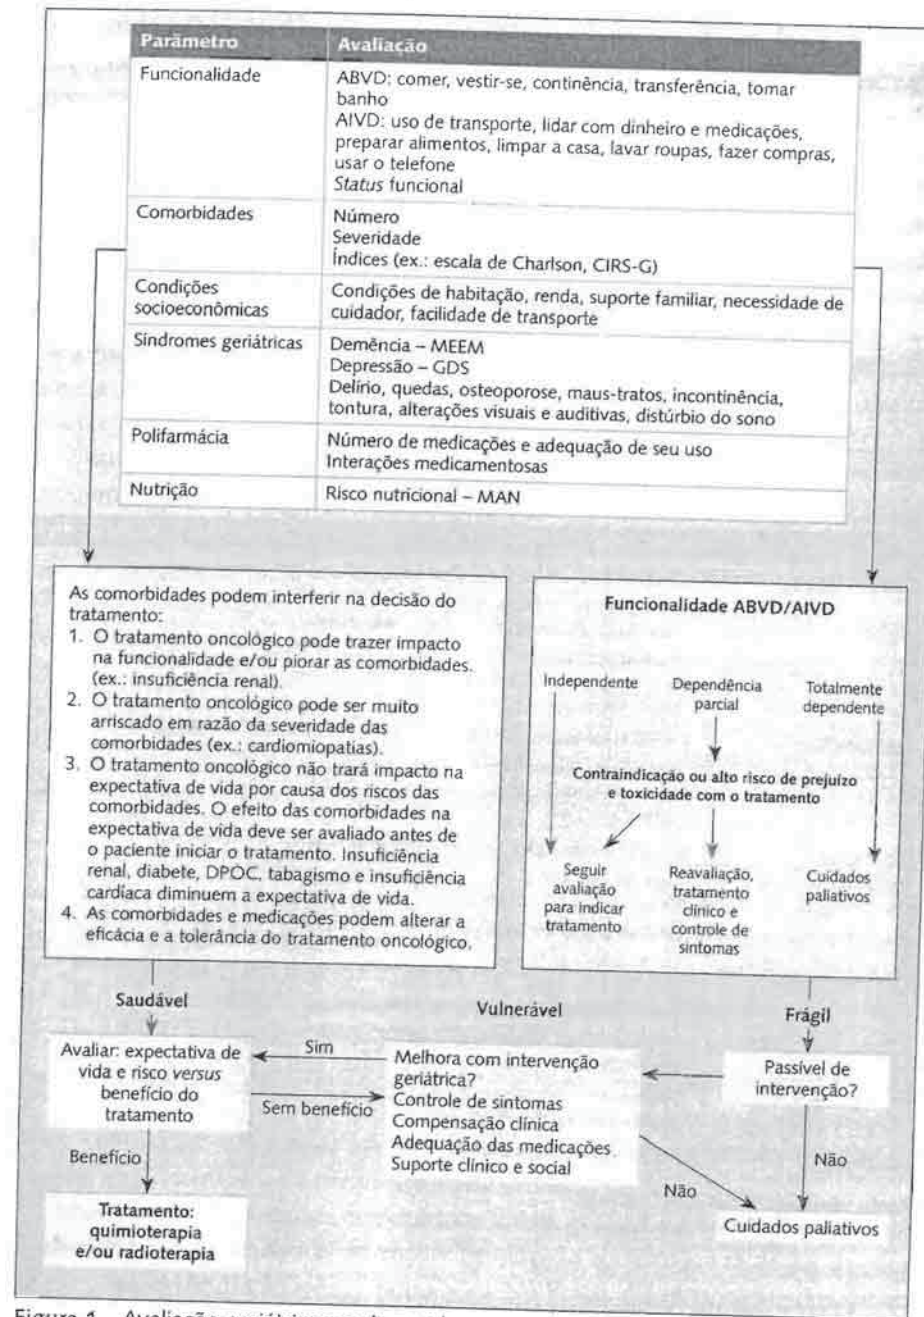 Parâmetro Avaliação
Funcionalidade ABVD: comer, vestir-se, continência, transferência, tomar
banho
AIVD: uso de transporte, lidar com dinheiro e medicações,
preparar alimentos, limpar a casa, lavar roupas, fazer compras,
usar o telefone
Status funcional
Comorbidades Número
Severidade
Índices (ex.: escala de Charlson, CIRS-G)
Condições Condições de habitação, renda, suporte familiar, necessidade de
socioeconômicas cuidador, facilidade de transporte
Síndromes geriátricas Demência – MEEM
Depressão – GDS
Delírio, quedas, osteoporose, maus-tratos, incontinência,
tontura, alterações visuais e auditivas, distúrbio do sono
Polifarmácia Número de medicações e adequação de seu uso
Interações medicamentosas
Nutrição Risco nutricional – MAN
As comorbidades podem interferir na decisão do
tratamento:
1. O tratamento oncológico pode trazer impacto
na funcionalidade e/ou piorar as comorbidades.
(ex.: insuficiência renal).
2. O tratamento oncológico pode ser muito
arriscado em razão da severidade das
comorbidades (ex.: cardiomiopatias).
3. O tratamento oncológico não trará impacto na
expectativa de vida por causa dos riscos das
comorbidades. O efeito das comorbidades na
expectativa de vida deve ser avaliado antes de
o paciente iniciar o tratamento. Insuficiência
renal, diabete, DPOC, tabagismo e insuficiência
cardíaca diminuem a expectativa de vida.
4. As comorbidades e medicações podem alterar a
eficácia e a tolerância do tratamento oncológico.
Funcionalidade ABVD/AIVD
Independente
Dependência
parcial
Totalmente
dependente
Contraindicação ou alto risco de prejuízo
e toxicidade com o tratamento
Seguir
avaliação
para indicar
tratamento
Reavaliação,
tratamento
clínico e
controle de
sintomas
Cuidados
paliativos
Saudável
Vulnerável
Frágil
Avaliar: expectativa de
vida e risco versus
benefício do
tratamento
Sim
Sem benefício
Melhora com intervenção
geriátrica?
Controle de sintomas
Compensação clínica
Adequação das medicações
Suporte clínico e social
Passível de
intervenção?
Benefício
Não
Não
Tratamento:
quimioterapia
e/ou radioterapia
Cuidados paliativos
Figura 1 Avaliação geriátrica